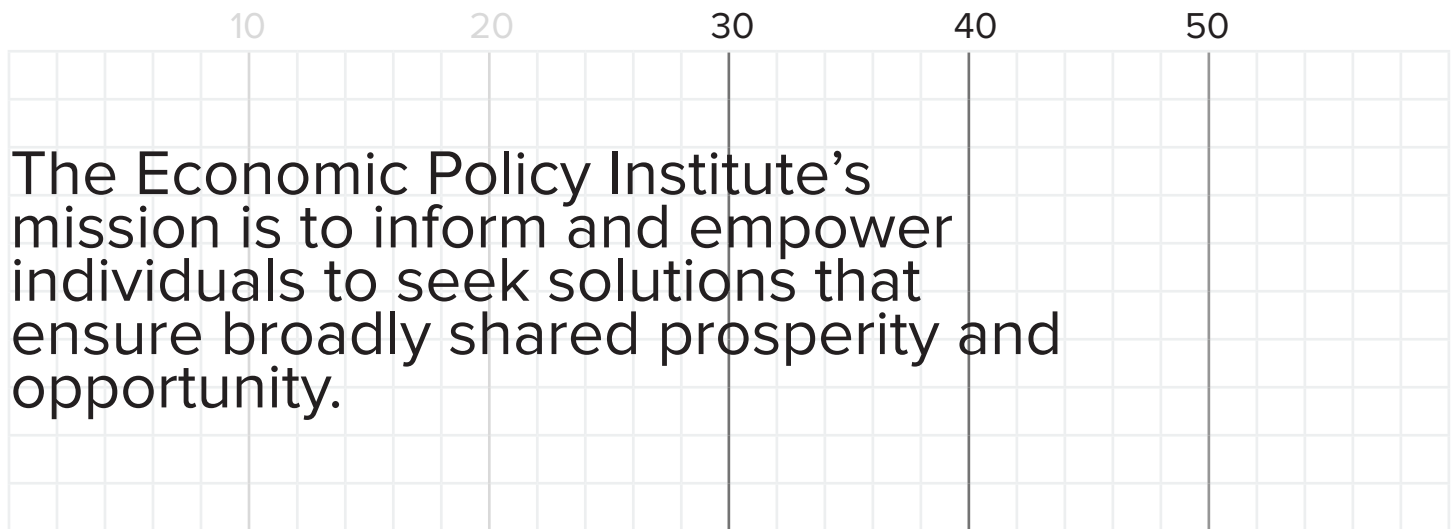 10 20 30 40 50
The Economic Policy Institute’s
mission is to inform and empower
individuals to seek solutions that
ensure broadly shared prosperity and
opportunity.